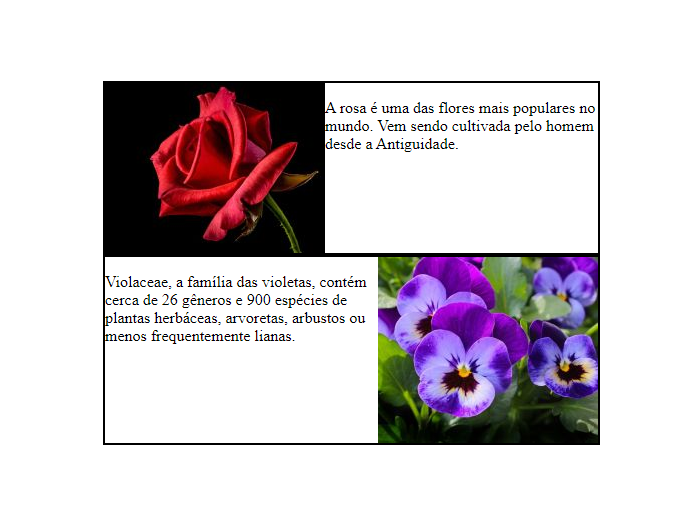 A rosa é uma das flores mais populares no
mundo. Vem sendo cultivada pelo homem
desde a Antiguidade.
Violaceae, a família das violetas, contém
cerca de 26 gêneros e 900 espécies de
plantas herbáceas, arvoretas, arbustos ou
menos frequentemente lianas.